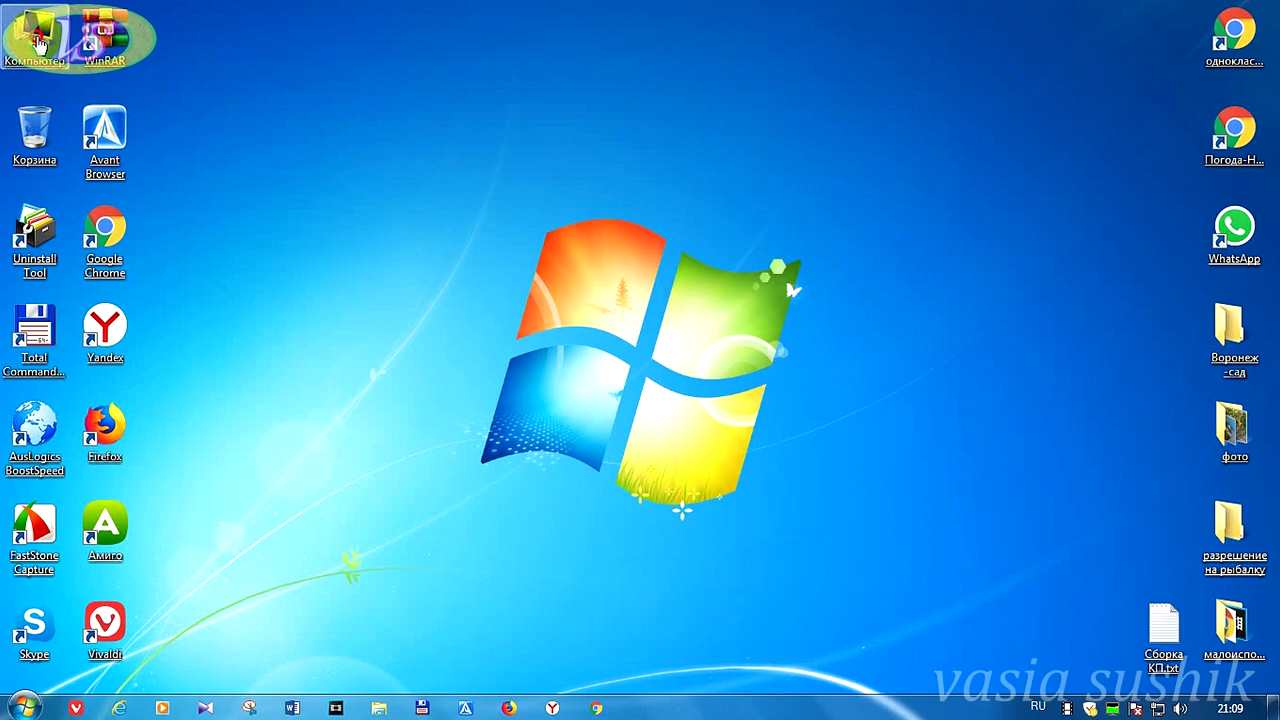 Компьютер
WinRAR
Корзина
Avant
Browser
Uninstall
Tool
Google
Chrome
Total
Command...
Yandex
AusLogics
BoostSpeed
Firefox
FastStone
Capture
Амиго
Skype
Vivaldi
одноклас...
Погода-Н...
WhatsApp
Воронеж
-сад
фото
разрешение
на рыбалку
Сборка
КП.txt
малоиспо...
vasia sushik
RU
21:09